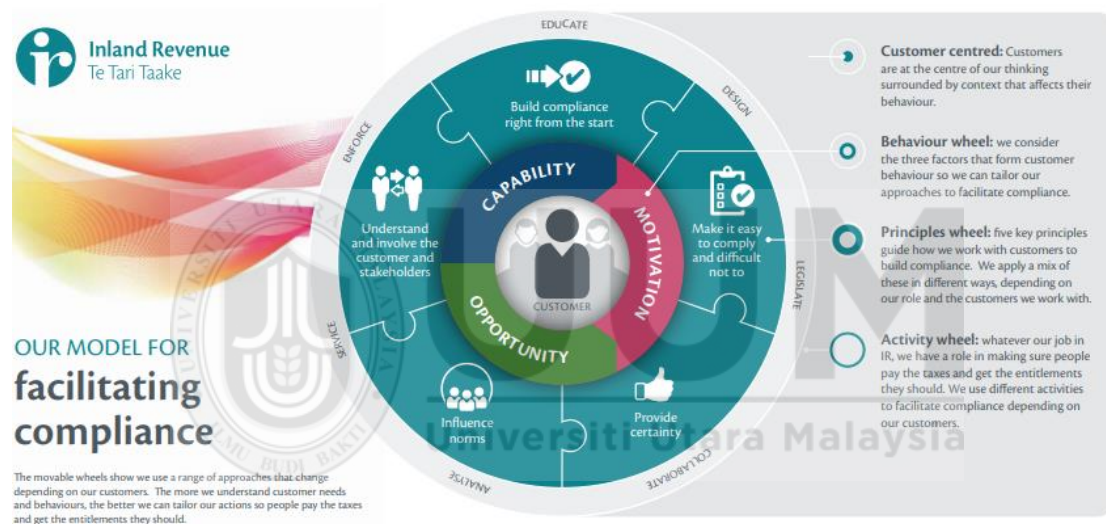 Inland Revenue
Te Tari Taake
OUR MODEL FOR
facilitating
compliance
The movable wheels show we use a range of approaches that change
depending on our customers. The more we understand customer needs
and behaviours, the better we can tailor our actions so people pay the taxes
and get the entitlements they should.
EDUCATE
DESIGN
LEGISLATE
COLLABORATE
ANALYSE
SERVICE
ENFORCE
Build compliance
right from the start
Make it easy
to comply
and difficult
not to
Provide
certainty
Influence
norms
Understand
and involve the
customer and
stakeholders
CAPABILITY
MOTIVATION
OPPORTUNITY
CUSTOMER
Customer centred: Customers
are at the centre of our thinking
surrounded by context that affects their
behaviour.
Behaviour wheel: we consider
the three factors that form customer
behaviour so we can tailor our
approaches to facilitate compliance.
Principles wheel: five key principles
guide how we work with customers to
build compliance. We apply a mix of
these in different ways, depending on
our role and the customers we work with.
Activity wheel: whatever our job in
IR, we have a role in making sure people
pay the taxes and get the entitlements
they should. We use different activities
to facilitate compliance depending on
our customers.
UUM
Universiti Utara Malaysia
UNIVERSITI UTARA MALAYSIA
ILMU BUDI BAKTI